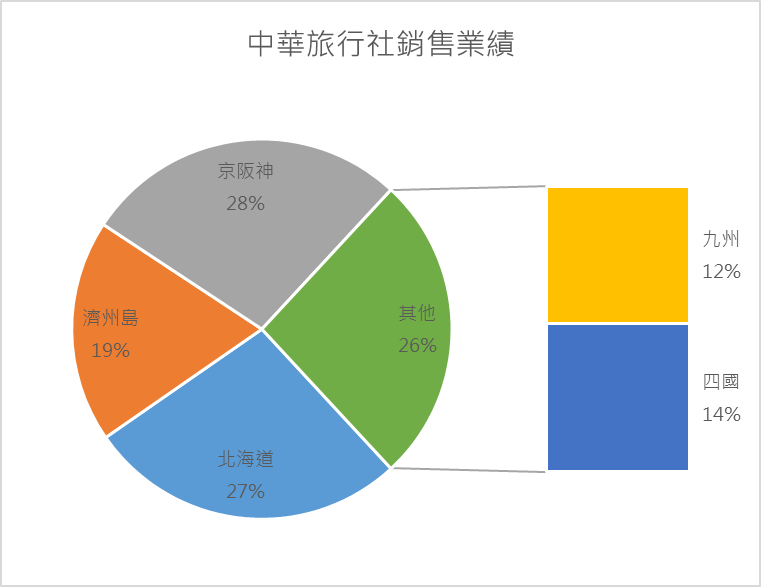 中華旅行社銷售業績
京阪神
28%
濟州島
19%
北海道
27%
其他
26%
九州
12%
四國
14%